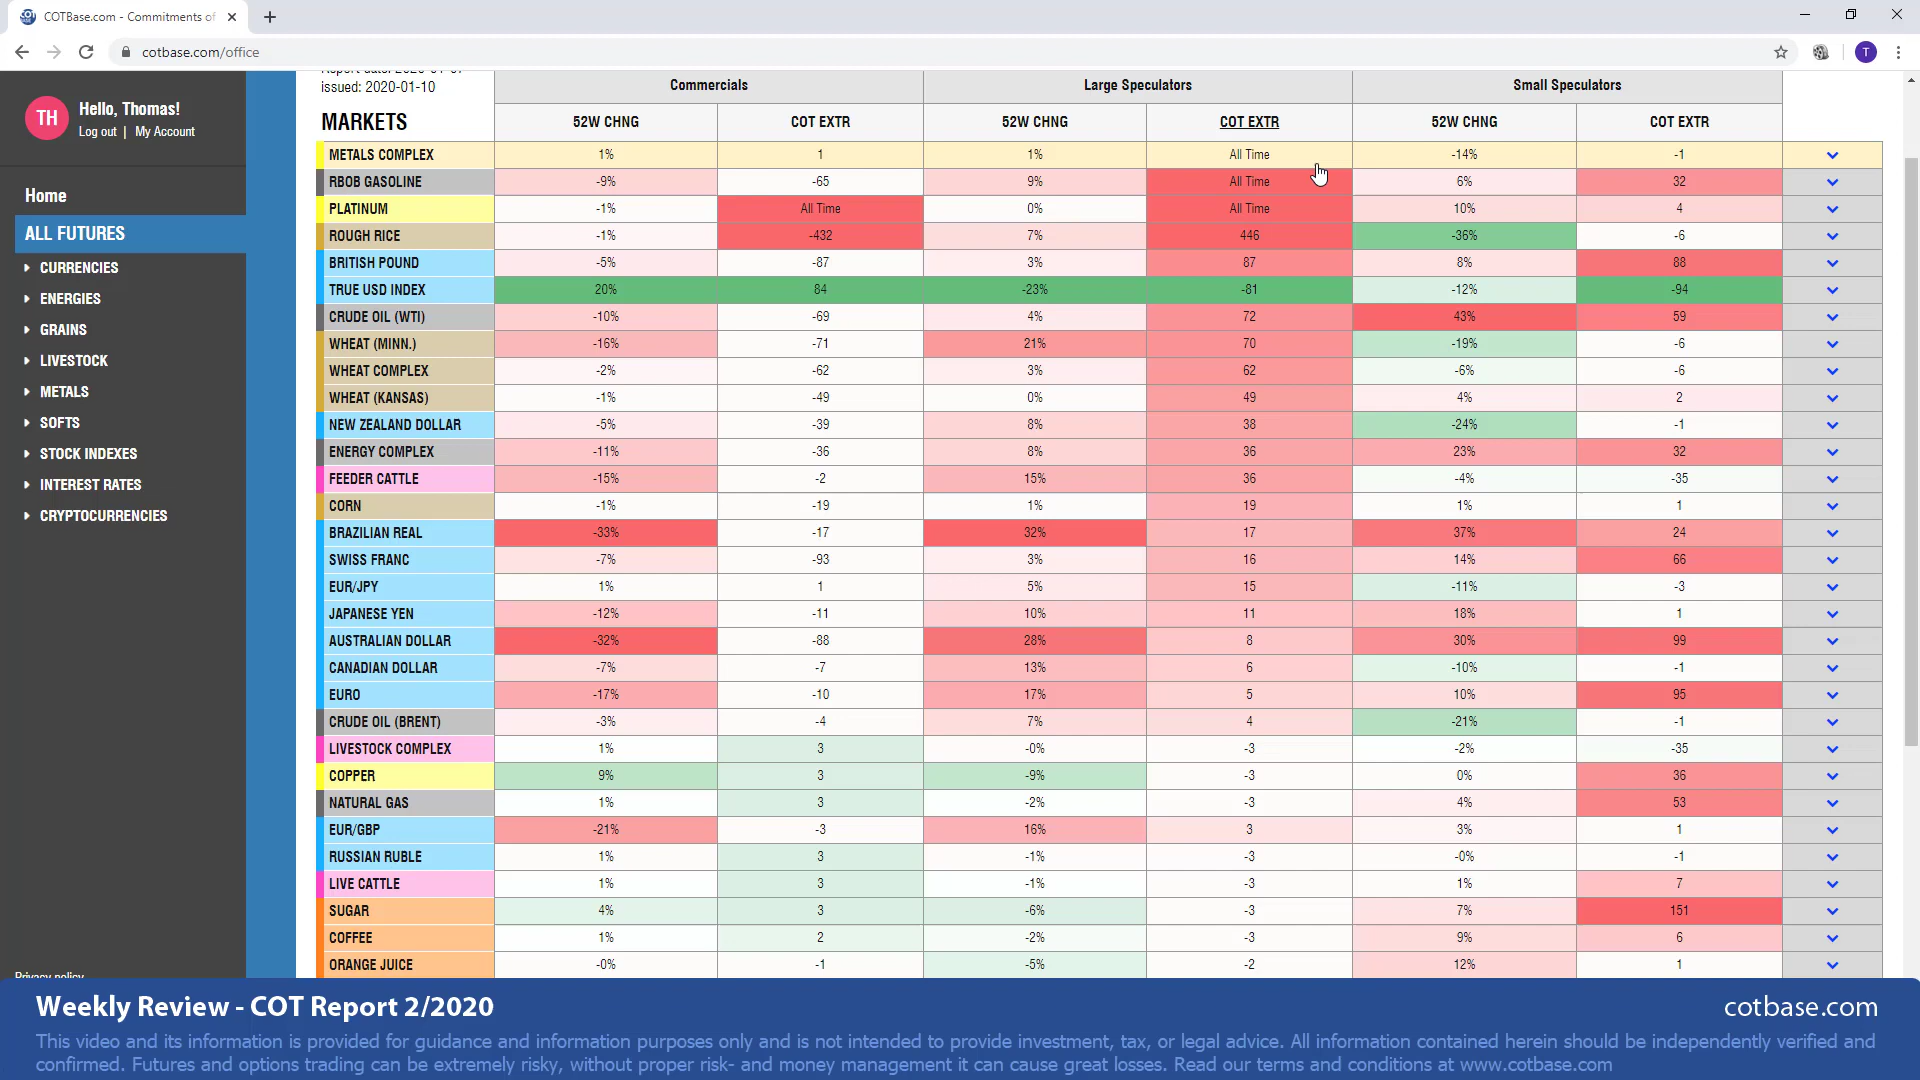 COTBase.com - Commitments of
cotbase.com/office
T
TH
Hello, Thomas!
Log out | My Account
Home
ALL FUTURES
CURRENCIES
ENERGIES
GRAINS
LIVESTOCK
METALS
SOFTS
STOCK INDEXES
INTEREST RATES
CRYPTOCURRENCIES
Privacy policy
issued: 2020-01-10
Commercials Large Speculators Small Speculators
MARKETS 52W CHNG COT EXTR 52W CHNG COT EXTR 52W CHNG COT EXTR
METALS COMPLEX 1% 1 1% All Time -14% -1
RBOB GASOLINE -9% -65 9% All Time 6% 32
PLATINUM -1% All Time 0% All Time 10% 4
ROUGH RICE -1% -432 7% 446 -36% -6
BRITISH POUND -5% -87 3% 87 8% 88
TRUE USD INDEX 20% 84 -23% -81 -12% -94
CRUDE OIL (WTI) -10% -69 4% 72 43% 59
WHEAT (MINN.) -16% -71 21% 70 -19% -6
WHEAT COMPLEX -2% -62 3% 62 -6% -6
WHEAT (KANSAS) -1% -49 0% 49 4% 2
NEW ZEALAND DOLLAR -5% -39 8% 38 -24% -1
ENERGY COMPLEX -11% -36 8% 36 23% 32
FEEDER CATTLE -15% -2 15% 36 -4% -35
CORN -1% -19 1% 19 1% 1
BRAZILIAN REAL -33% -17 32% 17 37% 24
SWISS FRANC -7% -93 3% 16 14% 66
EUR/JPY 1% 1 5% 15 -11% -3
JAPANESE YEN -12% -11 10% 11 18% 1
AUSTRALIAN DOLLAR -32% -88 28% 8 30% 99
CANADIAN DOLLAR -7% -7 13% 6 -10% -1
EURO -17% -10 17% 5 10% 95
CRUDE OIL (BRENT) -3% -4 7% 4 -21% -1
LIVESTOCK COMPLEX 1% 3 -0% -3 -2% -35
COPPER 9% 3 -9% -3 0% 36
NATURAL GAS 1% 3 -2% -3 4% 53
EUR/GBP -21% -3 16% 3 3% 1
RUSSIAN RUBLE 1% 3 -1% -3 -0% -1
LIVE CATTLE 1% 3 -1% -3 1% 7
SUGAR 4% 3 -6% -3 7% 151
COFFEE 1% 2 -2% -3 9% 6
ORANGE JUICE -0% -1 -5% -2 12% 1
Weekly Review - COT Report 2/2020
cotbase.com
This video and its information is provided for guidance and information purposes only and is not intended to provide investment, tax, or legal advice. All information contained herein should be independently verified and
confirmed. Futures and options trading can be extremely risky, without proper risk- and money management it can cause great losses. Read our terms and conditions at www.cotbase.com